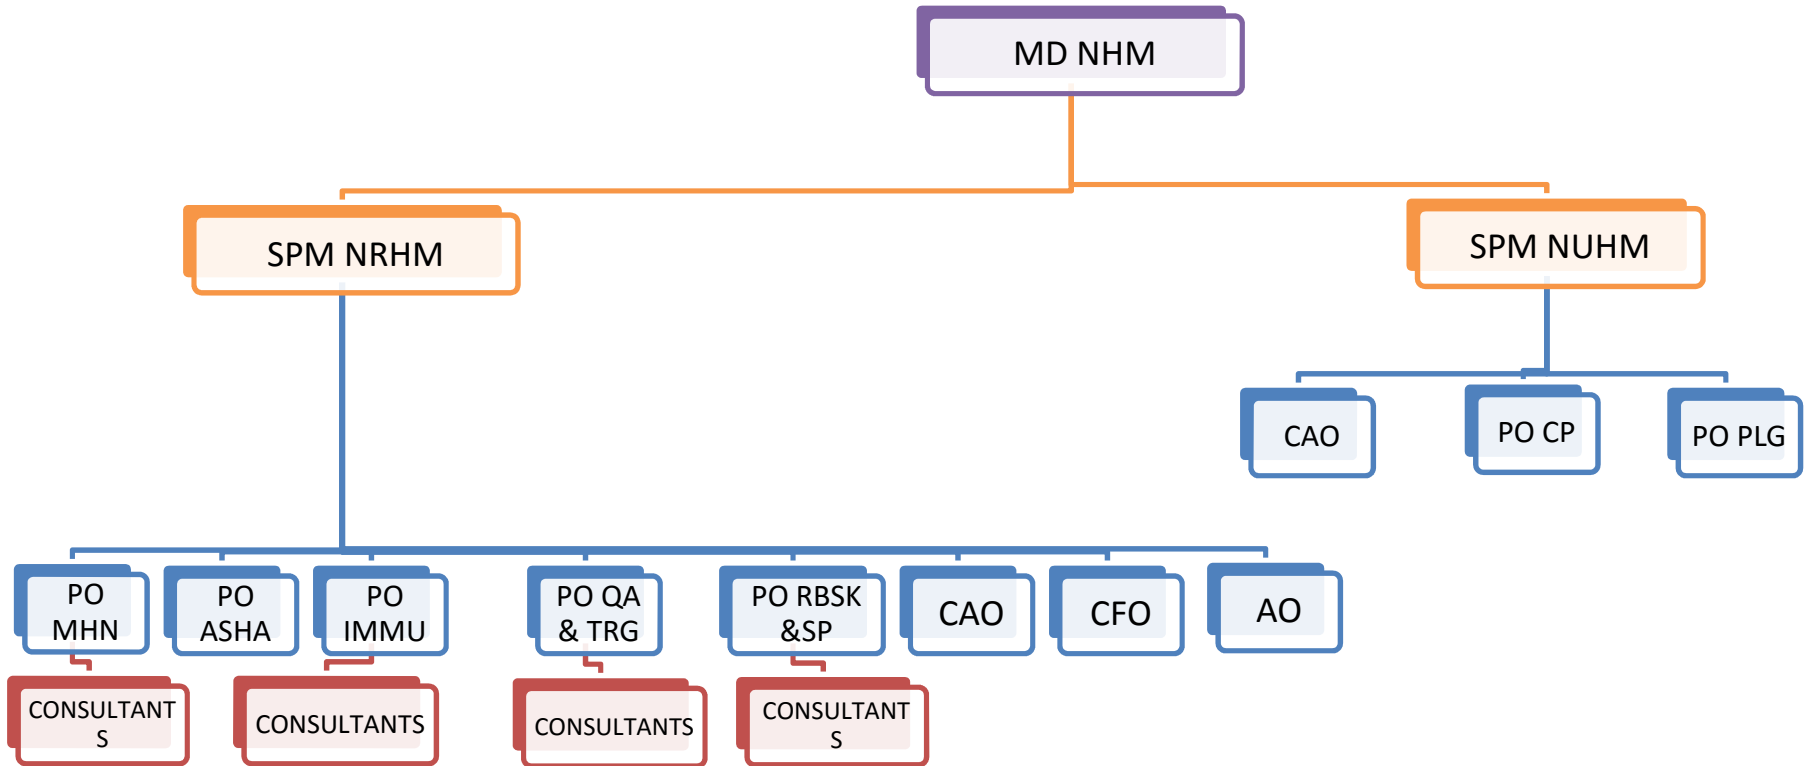 MD NHM
SPM NRHM
SPM NUHM
CAO
PO CP
PO PLG
PO
MHN
PO
ASHA
PO
IMMU
PO QA
& TRG
PO RBSK
&SP
CAO
CFO
AO
CONSULTANT
S
CONSULTANTS
CONSULTANTS
CONSULTANT
S